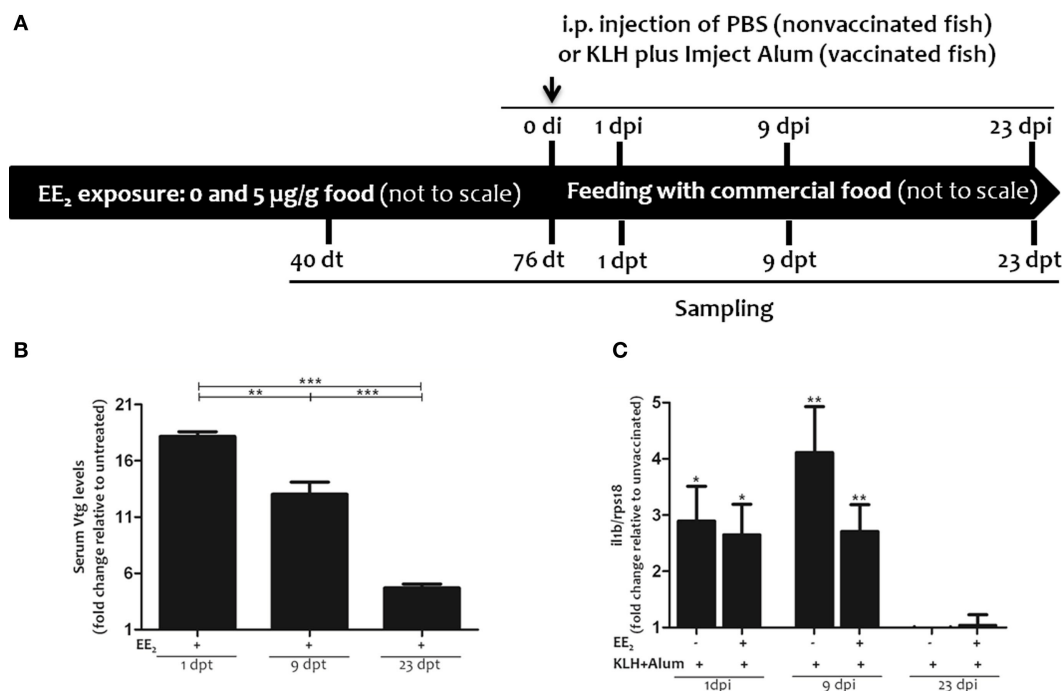 A
i.p. injection of PBS (nonvaccinated fish)
or KLH plus Imject Alum (vaccinated fish)
0 di 1 dpi 9 dpi 23 dpi
EE₂ exposure: 0 and 5 µg/g food (not to scale) Feeding with commercial food (not to scale)
40 dt 76 dt 1 dpt 9 dpt 23 dpt
Sampling
B
***
** ***
Serum Vtg levels
(fold change relative to untreated)
21
16
11
6
1
EE₂ + + +
1 dpt 9 dpt 23 dpt
C
il1b/rps18
(fold change relative to unvaccinated)
5
4
3
2
1
* * ** **
EE₂ - + - + - +
KLH+Alum + + + + + +
1dpi 9 dpi 23 dpi